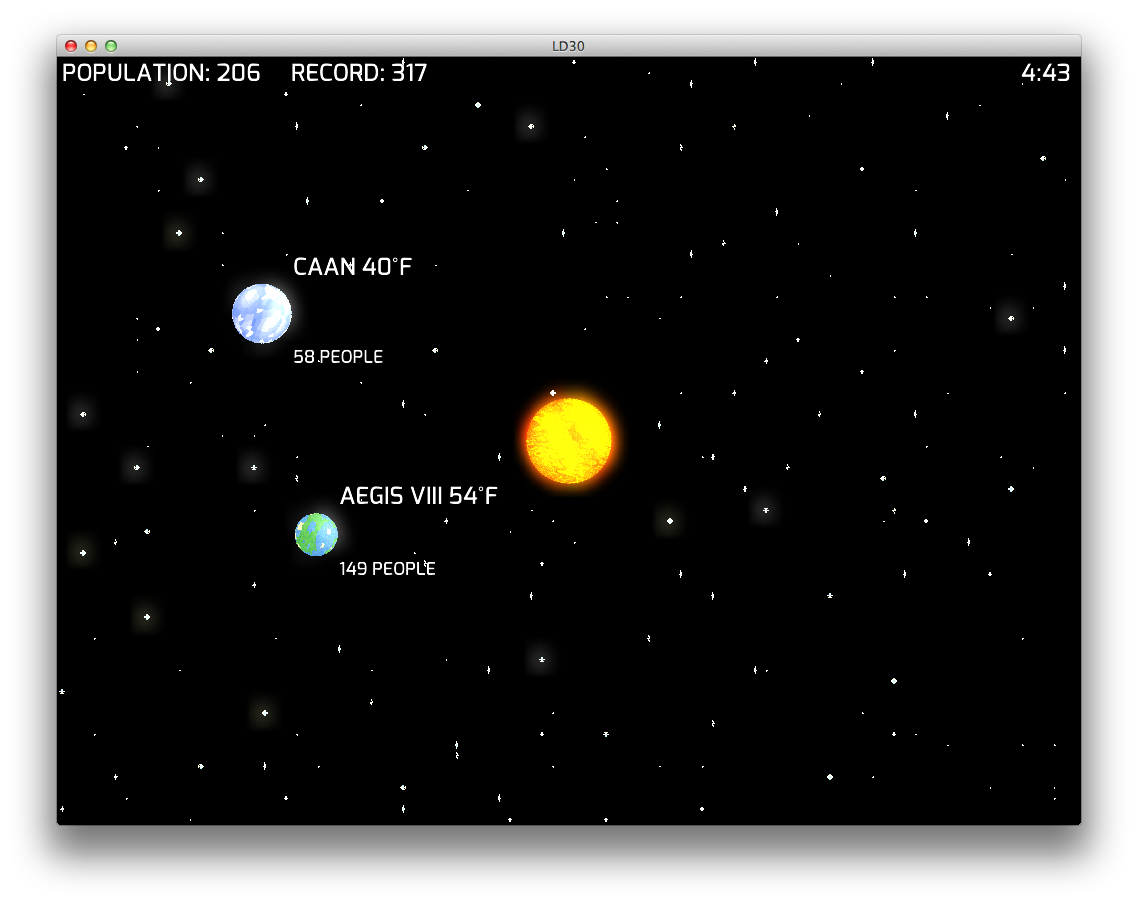 LD30
POPULATION: 206 RECORD: 317 4:43
CAAN 40°F
58 PEOPLE
AEGIS VIII 54°F
149 PEOPLE